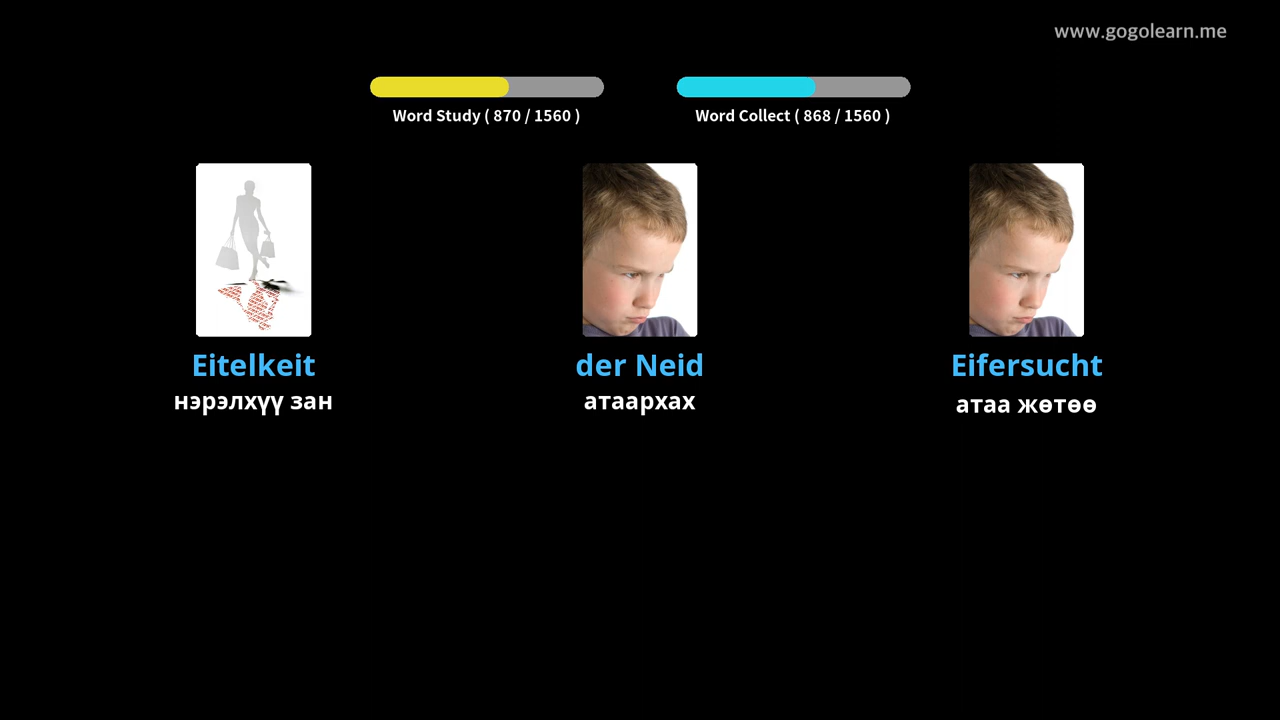 www.gogolearn.me
Word Study ( 870 / 1560 )
Word Collect ( 868 / 1560 )
Eitelkeit
нэрэлхүү зан
der Neid
атаархах
Eifersucht
атаа жөтөө